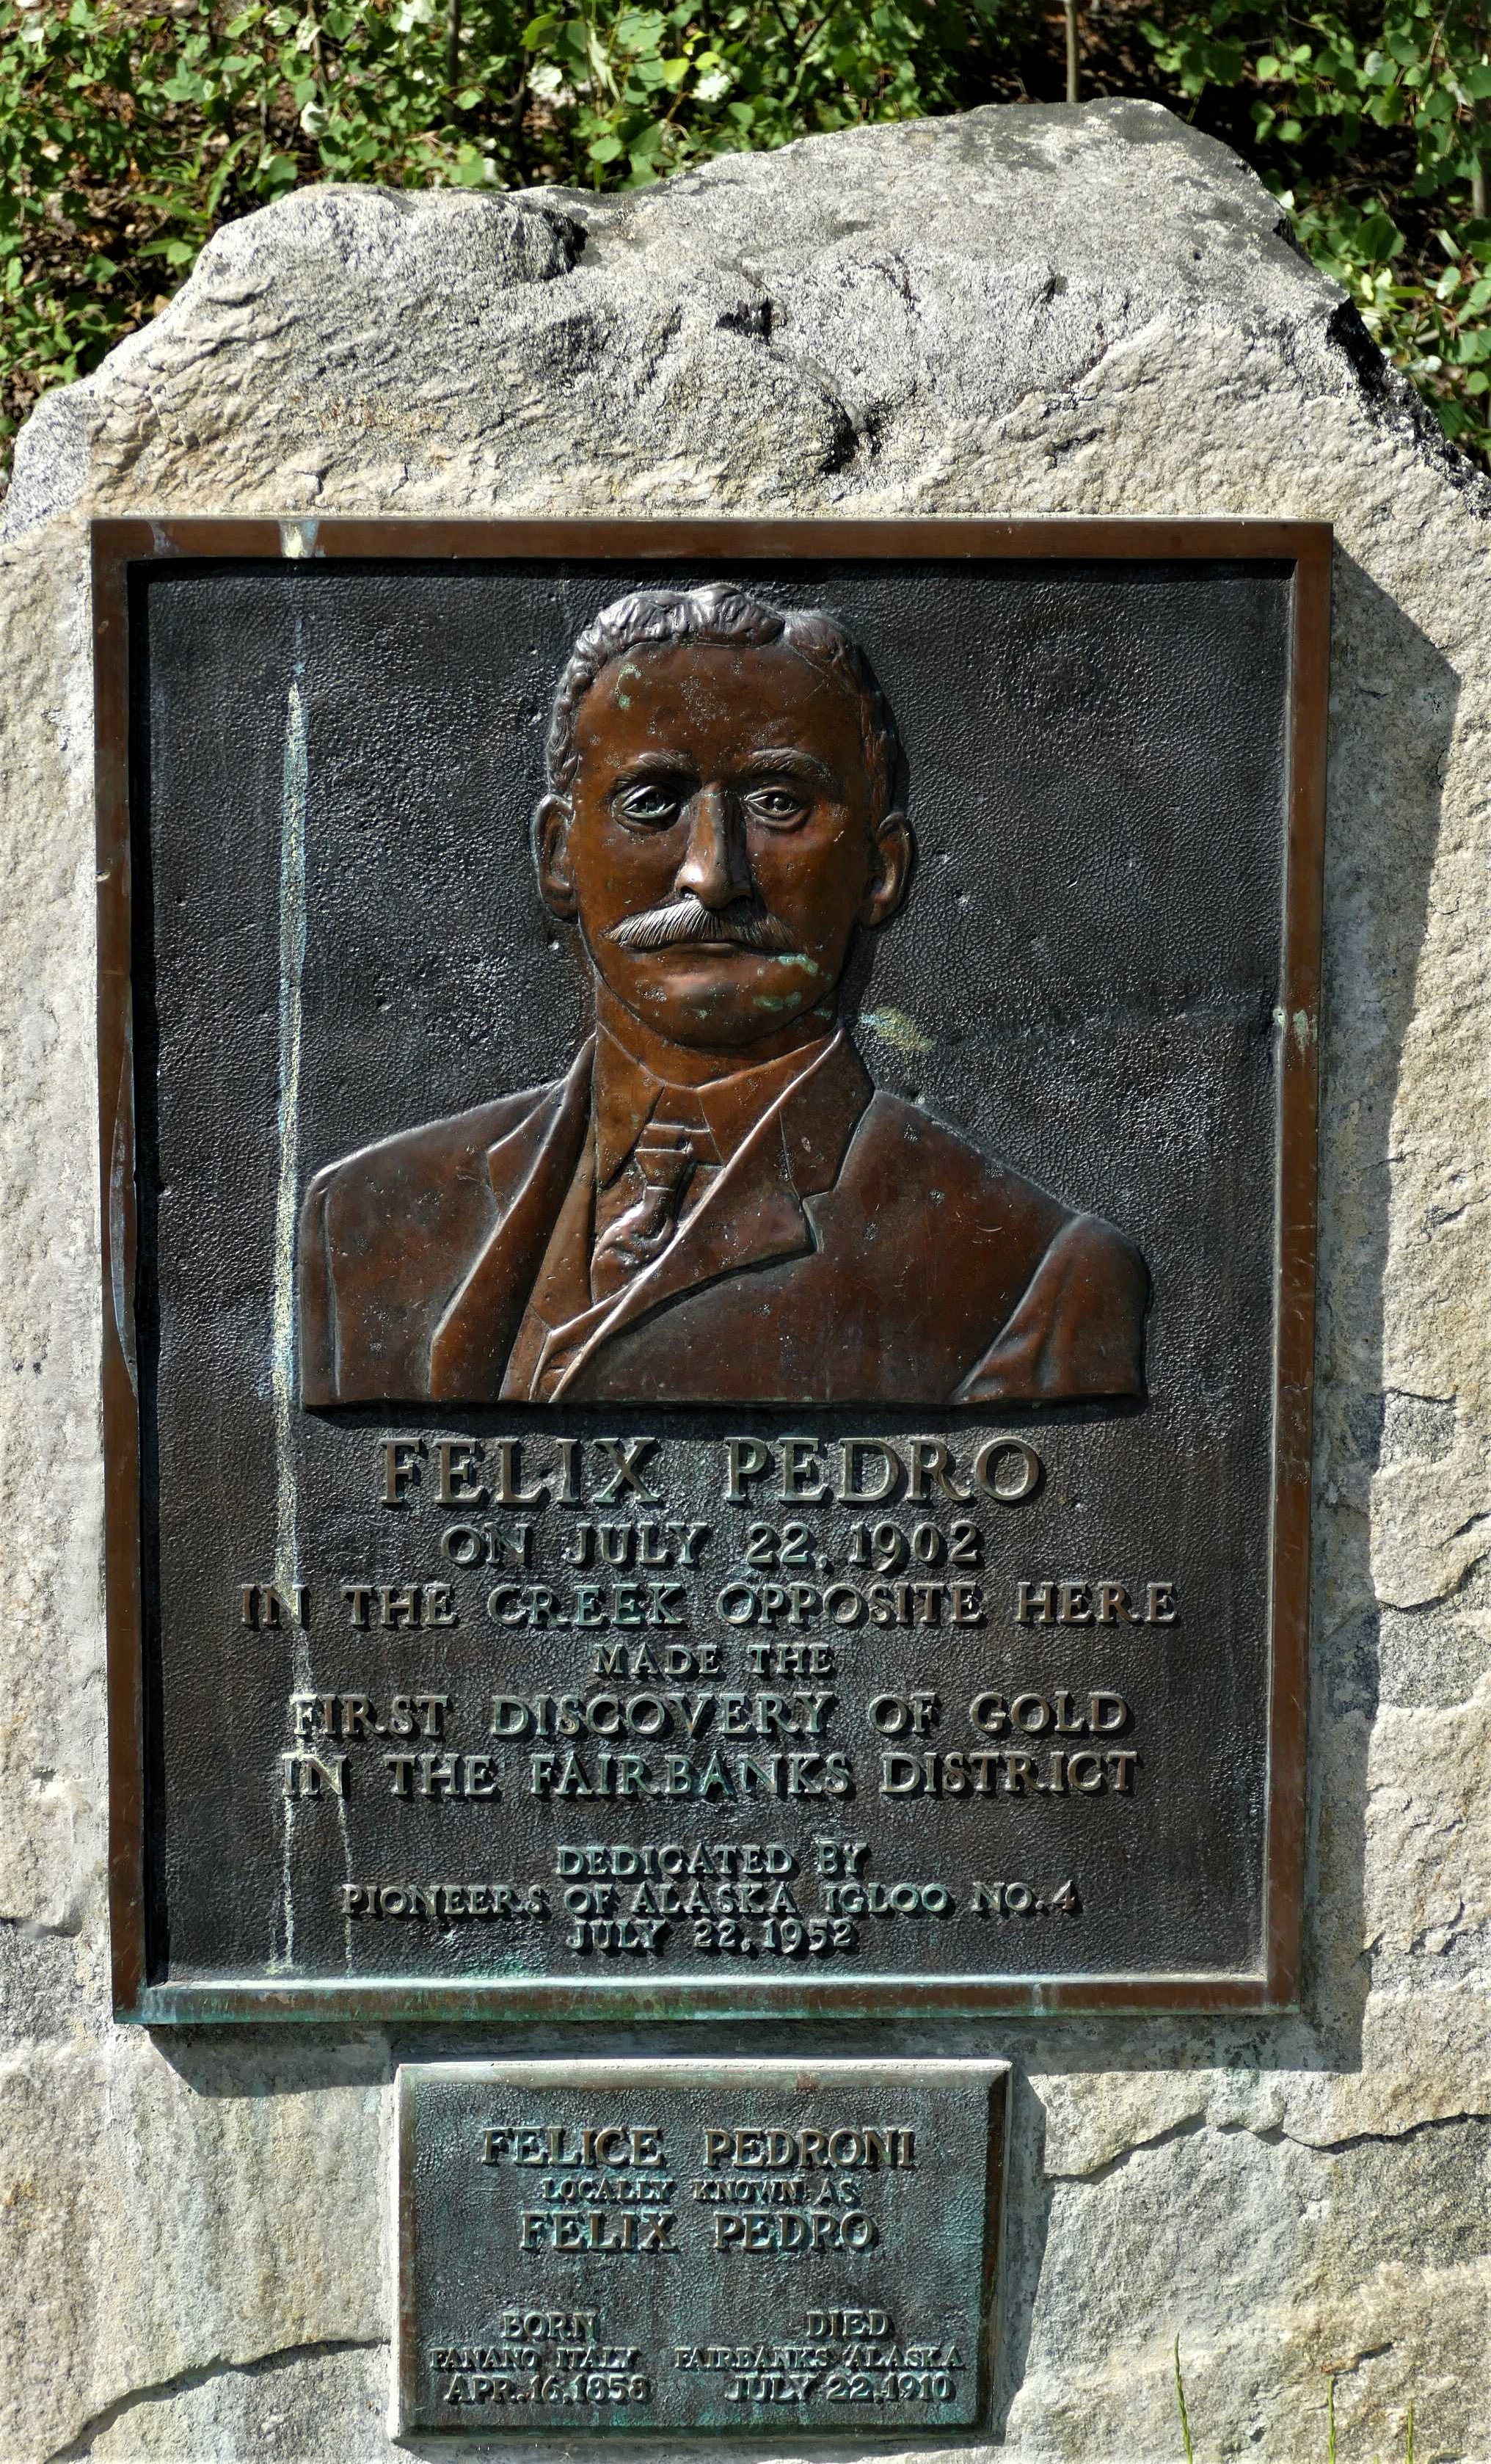 FELIX PEDRO
ON JULY 22, 1902
IN THE CREEK OPPOSITE HERE
MADE THE
FIRST DISCOVERY OF GOLD
IN THE FAIRBANKS DISTRICT
DEDICATED BY
PIONEERS OF ALASKA IGLOO NO. 4
JULY 22, 1952
FELICE PEDRONI
LOCALLY KNOWN AS
FELIX PEDRO
BORN
FANANO ITALY
APR. 16, 1858
DIED
FAIRBANKS ALASKA
JULY 22, 1910